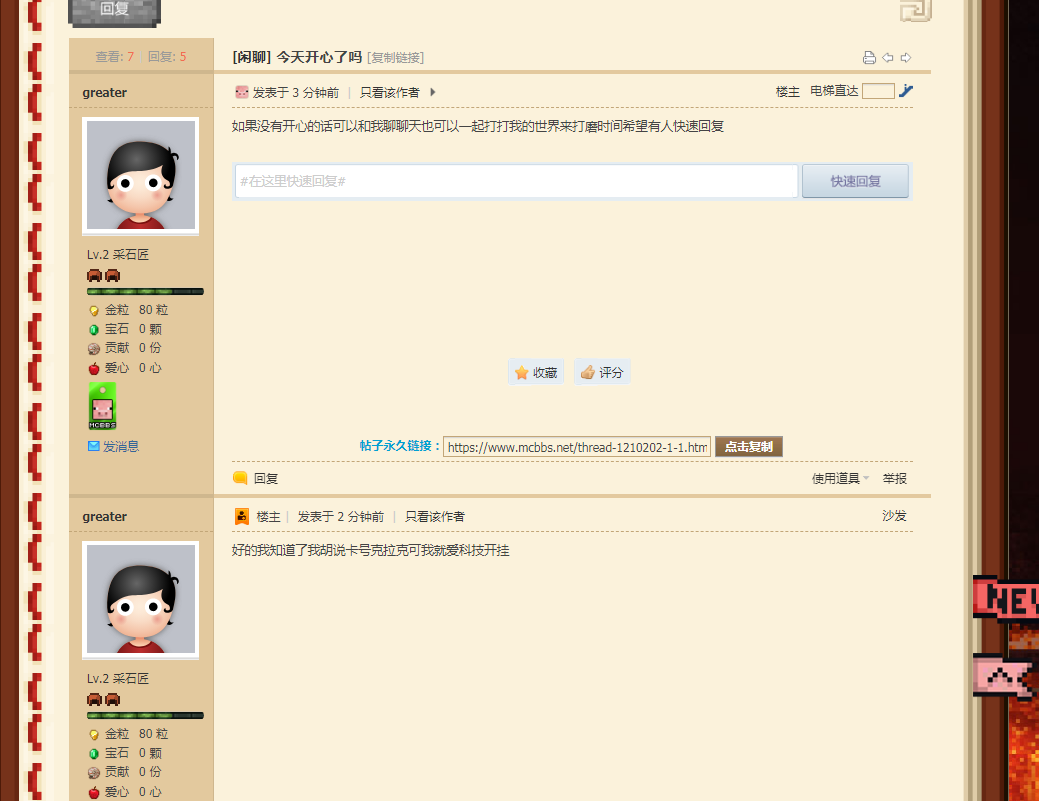 回复
查看: 7 | 回复: 5
[闲聊] 今天开心了吗 [复制链接]
greater
发表于 3 分钟前 | 只看该作者
楼主 电梯直达
如果没有开心的话可以和我聊聊天也可以一起打打我的世界来打磨时间希望有人快速回复
#在这里快速回复#
快速回复
Lv.2 采石匠
金粒 80 粒
宝石 0 颗
贡献 0 份
爱心 0 心
MCBBS
发消息
收藏 评分
帖子永久链接： https://www.mcbbs.net/thread-1210202-1-1.htm 点击复制
回复
使用道具 举报
greater
楼主 | 发表于 2 分钟前 | 只看该作者
沙发
好的我知道了我胡说卡号克拉克可我就爱科技开挂
Lv.2 采石匠
金粒 80 粒
宝石 0 颗
贡献 0 份
爱心 0 心
NEW